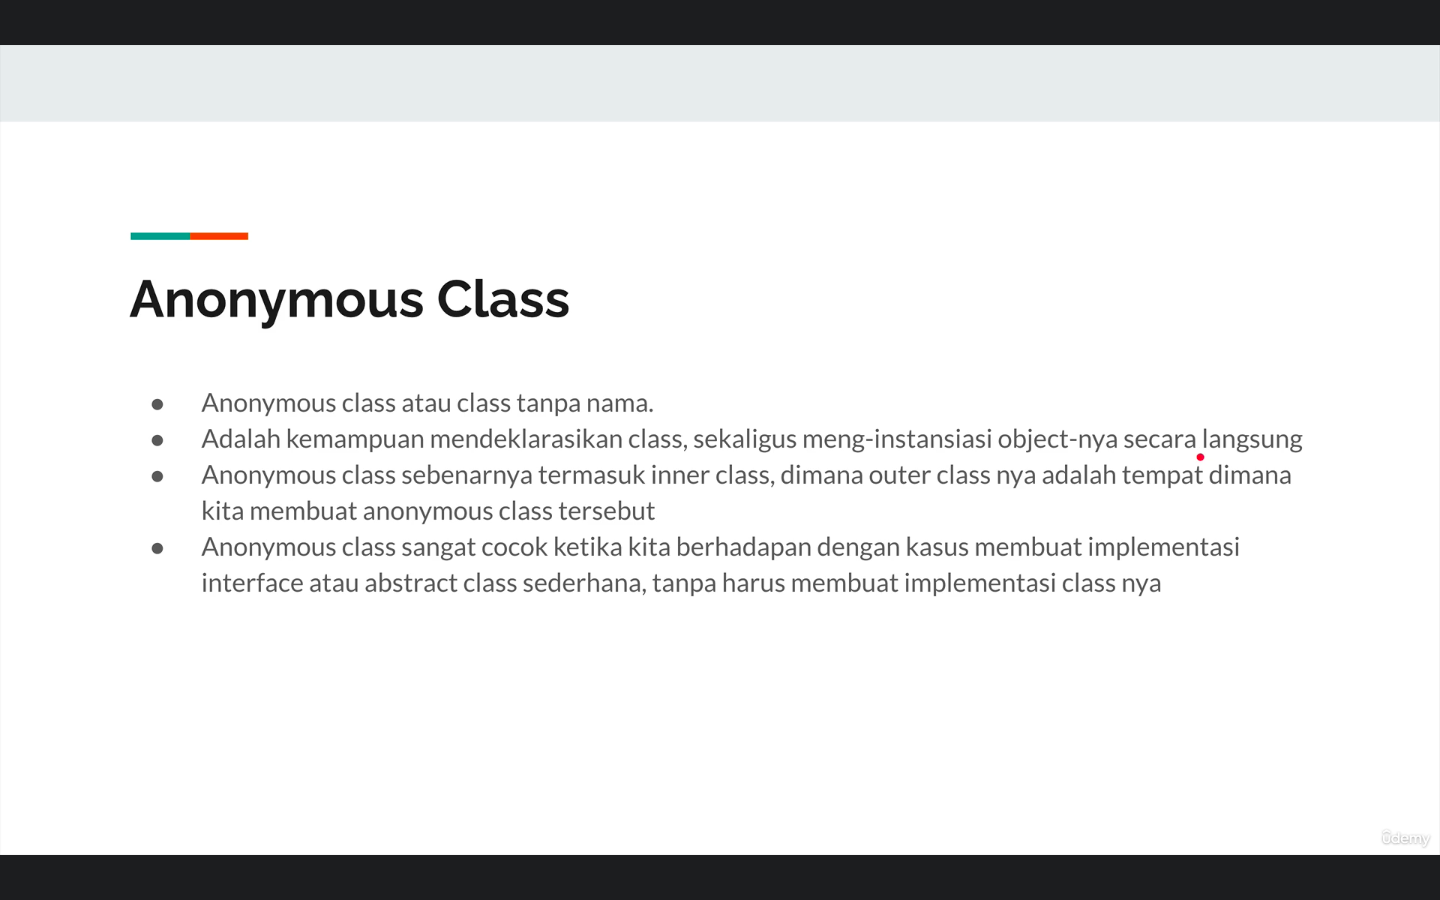 Anonymous Class
● Anonymous class atau class tanpa nama.
● Adalah kemampuan mendeklarasikan class, sekaligus meng-instansiasi object-nya secara langsung
● Anonymous class sebenarnya termasuk inner class, dimana outer class nya adalah tempat dimana
kita membuat anonymous class tersebut
● Anonymous class sangat cocok ketika kita berhadapan dengan kasus membuat implementasi
interface atau abstract class sederhana, tanpa harus membuat implementasi class nya
ûdemy